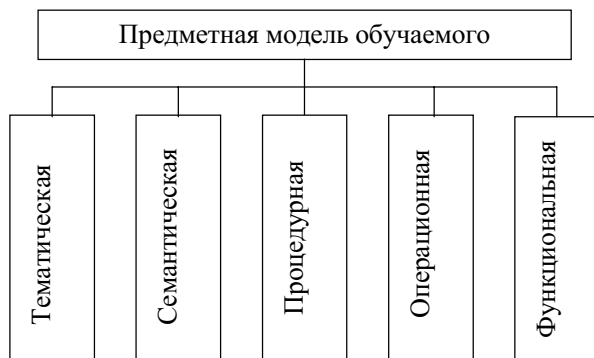 Предметная модель обучаемого
Тематическая
Семантическая
Процедурная
Операционная
Функциональная